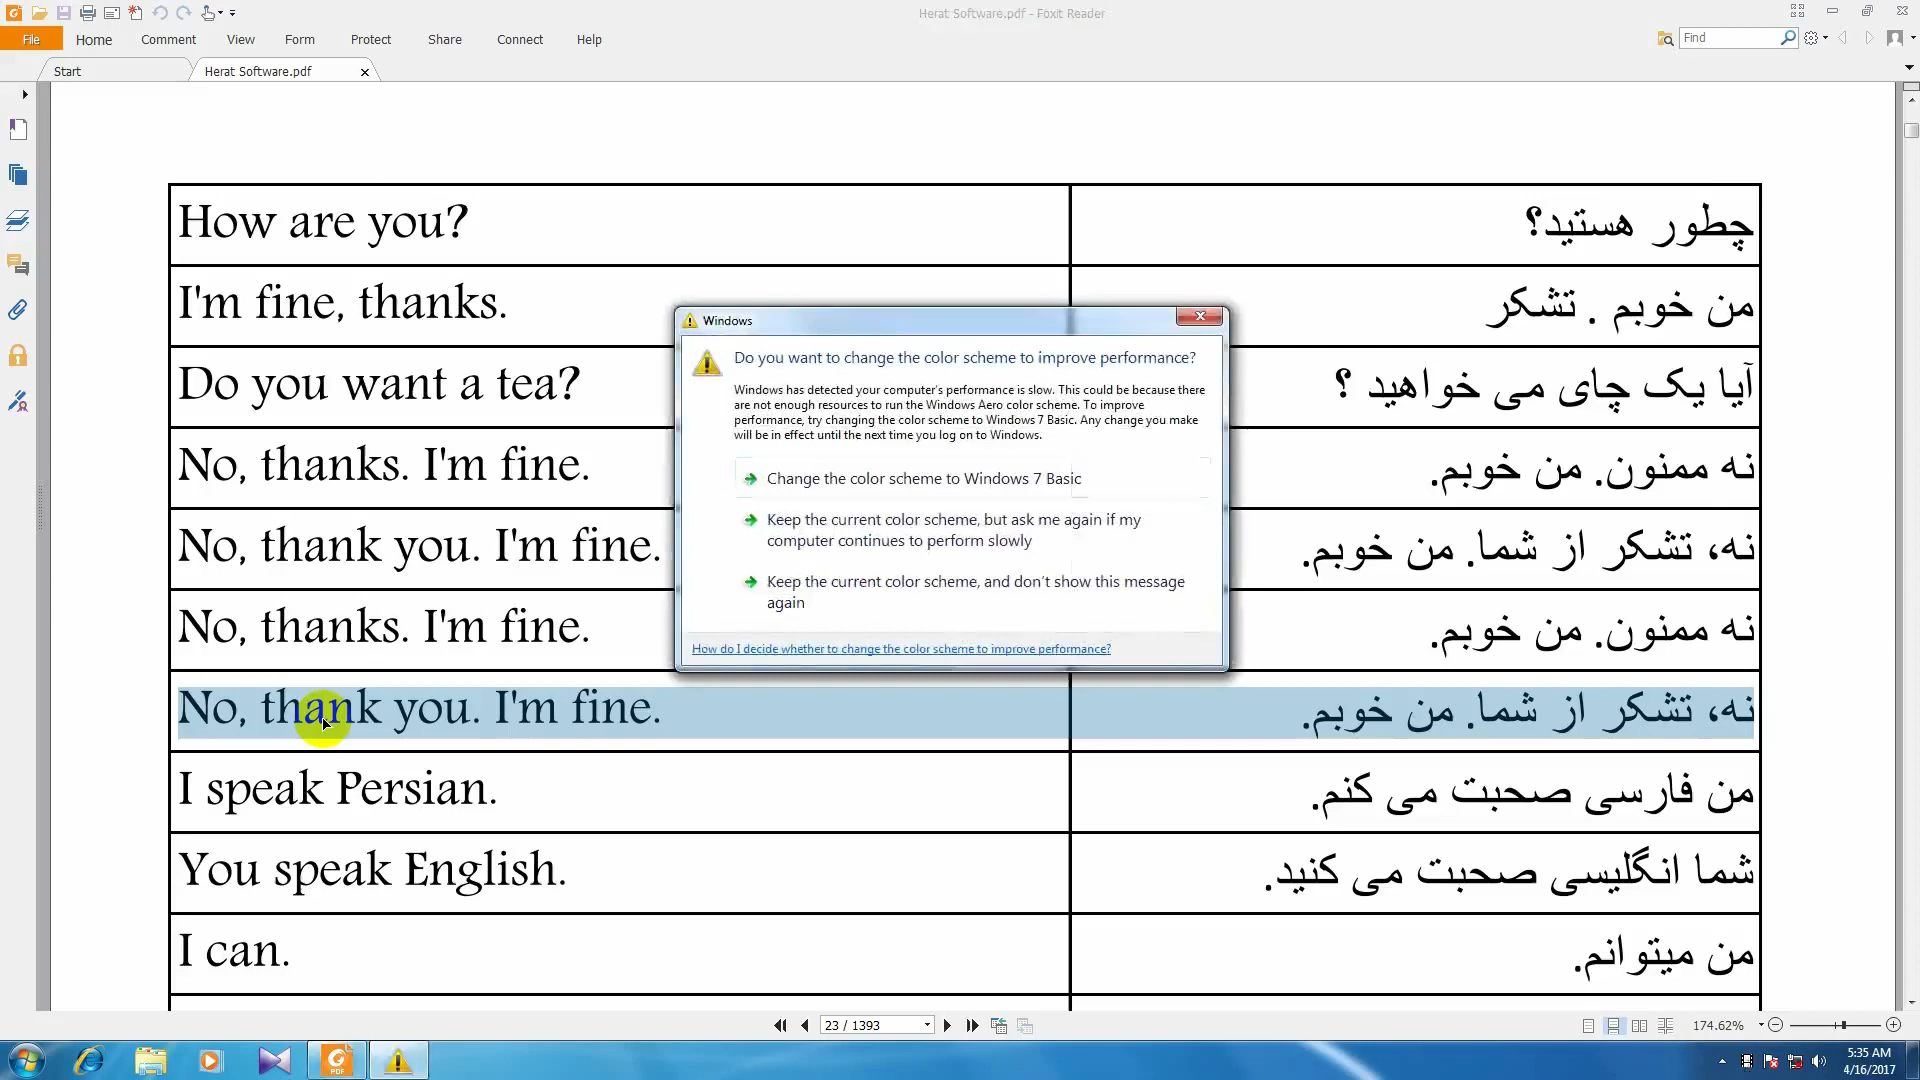 Herat Software.pdf - Foxit Reader
File Home Comment View Form Protect Share Connect Help
Find
Start
Herat Software.pdf
How are you? چطور هستید؟
I'm fine, thanks. من خوبم . تشکر
Do you want a tea? آیا یک چای می خواهید ؟
No, thanks. I'm fine. نه ممنون. من خوبم.
No, thank you. I'm fine. نه، تشکر از شما. من خوبم.
No, thanks. I'm fine. نه ممنون. من خوبم.
No, thank you. I'm fine. نه، تشکر از شما. من خوبم.
I speak Persian. من فارسی صحبت می کنم.
You speak English. شما انگلیسی صحبت می کنید.
I can. من میتوانم.
Windows
Do you want to change the color scheme to improve performance?
Windows has detected your computer's performance is slow. This could be because there
are not enough resources to run the Windows Aero color scheme. To improve
performance, try changing the color scheme to Windows 7 Basic. Any change you make
will be in effect until the next time you log on to Windows.
Change the color scheme to Windows 7 Basic
Keep the current color scheme, but ask me again if my
computer continues to perform slowly
Keep the current color scheme, and don't show this message
again
How do I decide whether to change the color scheme to improve performance?
23 / 1393
174.62%
PDF
5:35 AM
4/16/2017